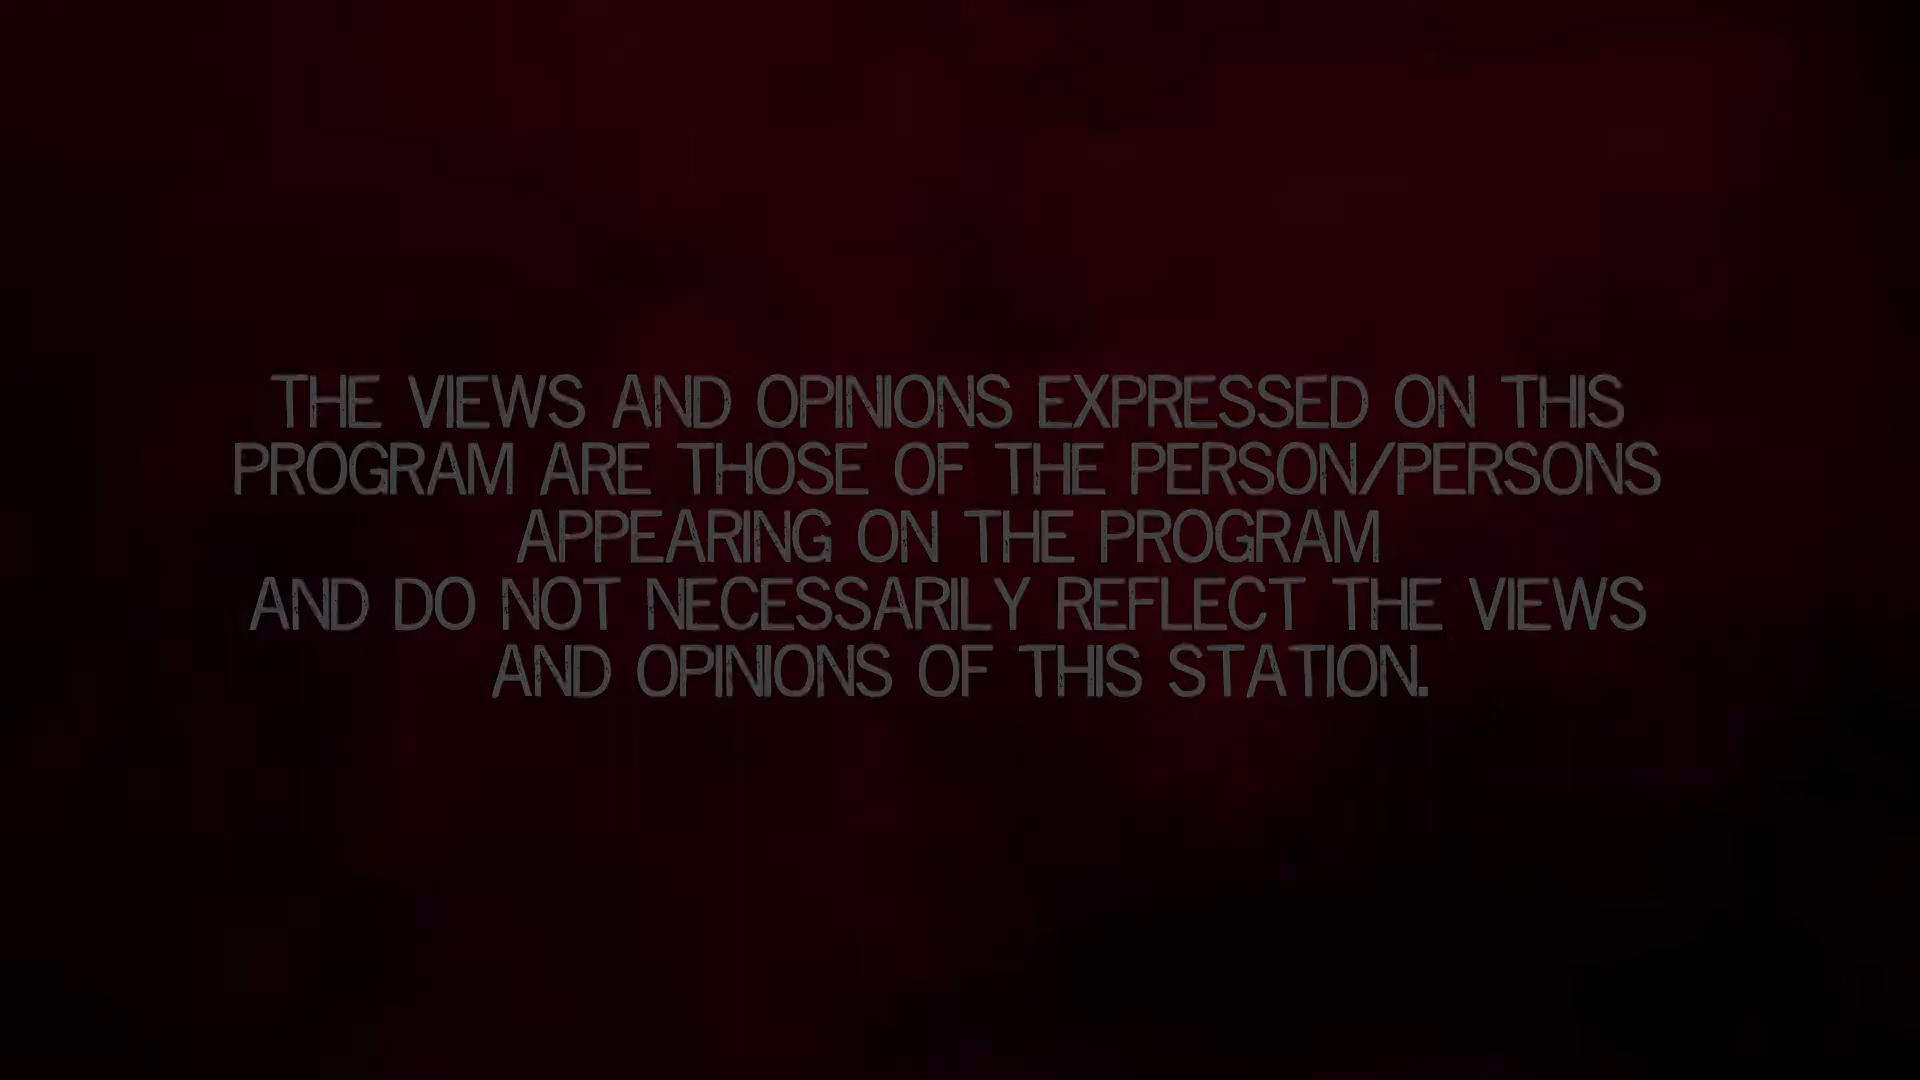 THE VIEWS AND OPINIONS EXPRESSED ON THIS
PROGRAM ARE THOSE OF THE PERSON/PERSONS
APPEARING ON THE PROGRAM
AND DO NOT NECESSARILY REFLECT THE VIEWS
AND OPINIONS OF THIS STATION.